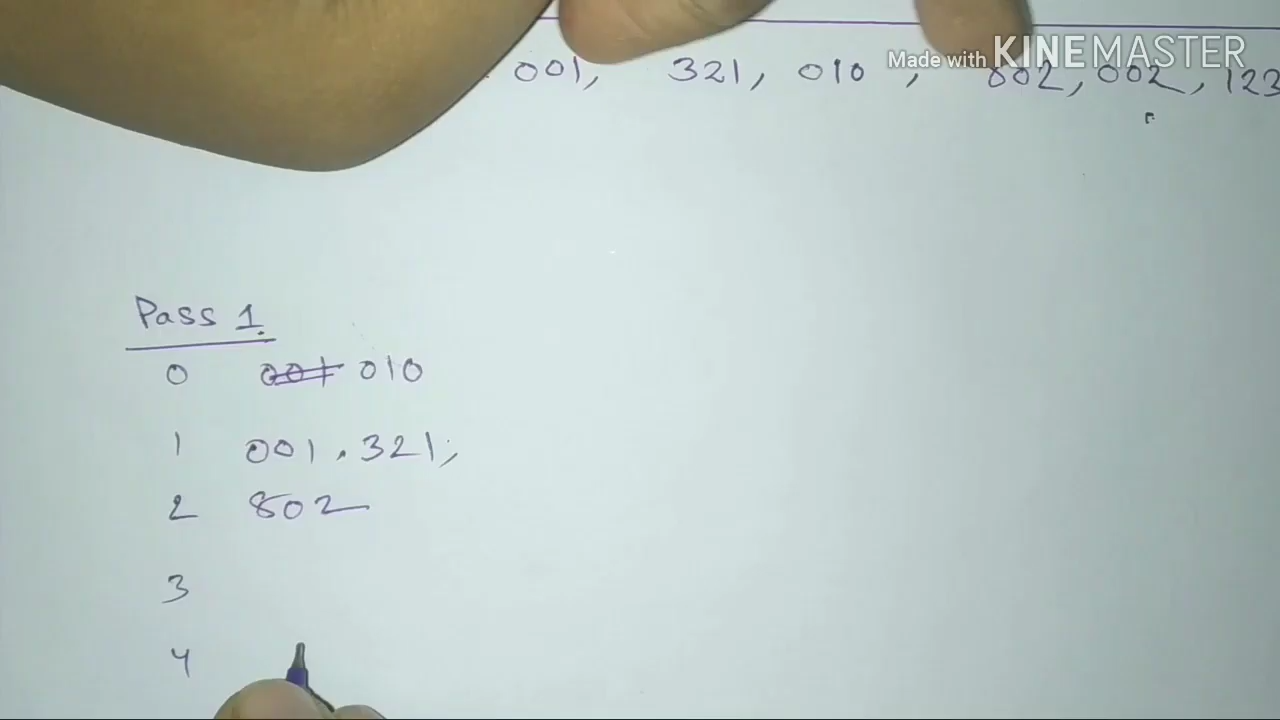 Made with KINEMASTER
001, 321, 010 , 802, 002, 123
Pass 1
0 001 010
1 001, 321,
2 802
3
4